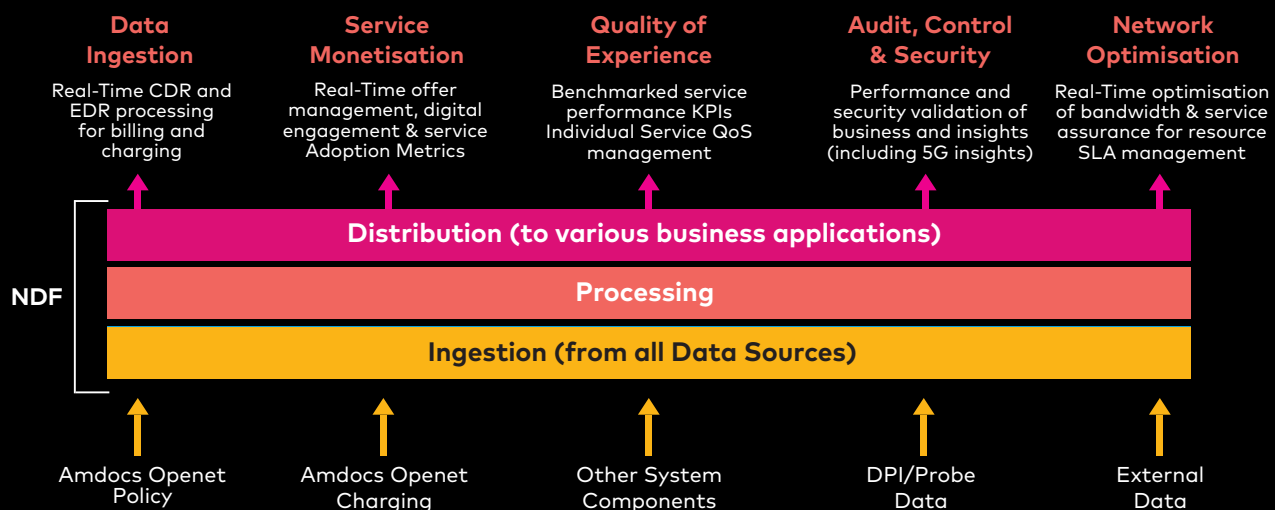 Data
Ingestion
Real-Time CDR and
EDR processing
for billing and
charging
Service
Monetisation
Real-Time offer
management, digital
engagement & service
Adoption Metrics
Quality of
Experience
Benchmarked service
performance KPIs
Individual Service QoS
management
Audit, Control
& Security
Performance and
security validation of
business and insights
(including 5G insights)
Network
Optimisation
Real-Time optimisation
of bandwidth & service
assurance for resource
SLA management
NDF
Distribution (to various business applications)
Processing
Ingestion (from all Data Sources)
Amdocs Openet
Policy
Amdocs Openet
Charging
Other System
Components
DPI/Probe
Data
External
Data